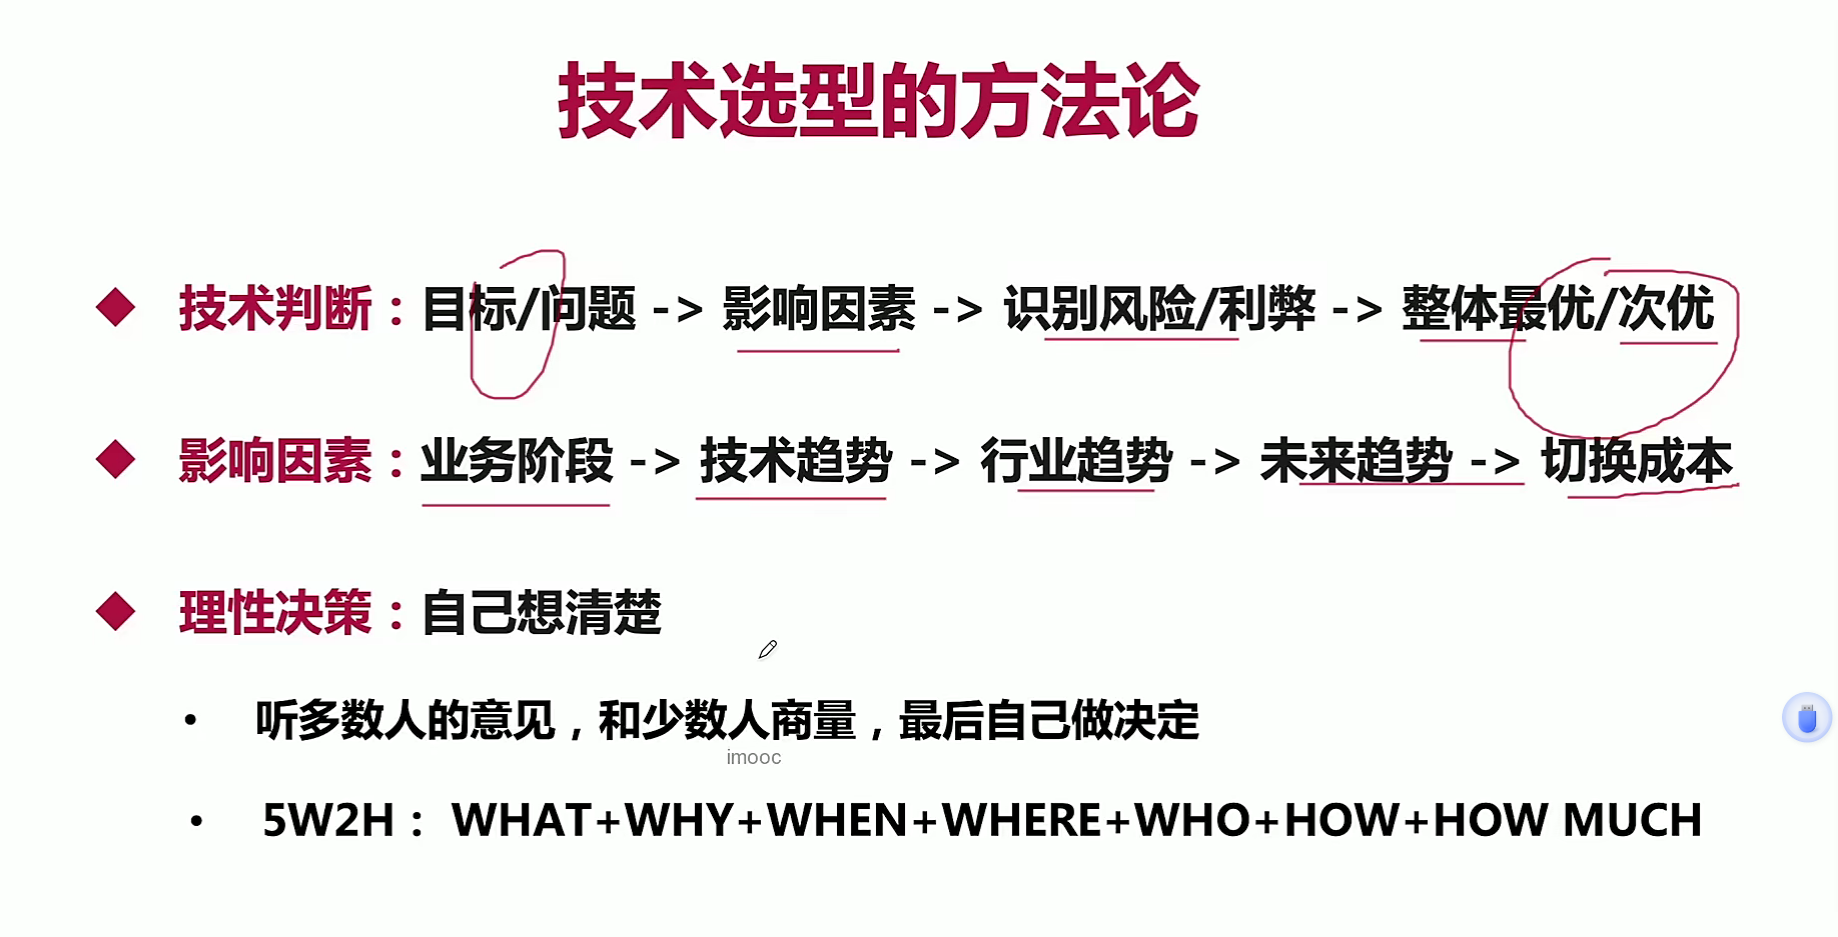 技术选型的方法论
技术判断：目标/问题 -> 影响因素 -> 识别风险/利弊 -> 整体最优/次优
影响因素：业务阶段 -> 技术趋势 -> 行业趋势 -> 未来趋势 -> 切换成本
理性决策：自己想清楚
听多数人的意见，和少数人商量，最后自己做决定
imooc
5W2H： WHAT+WHY+WHEN+WHERE+WHO+HOW+HOW MUCH